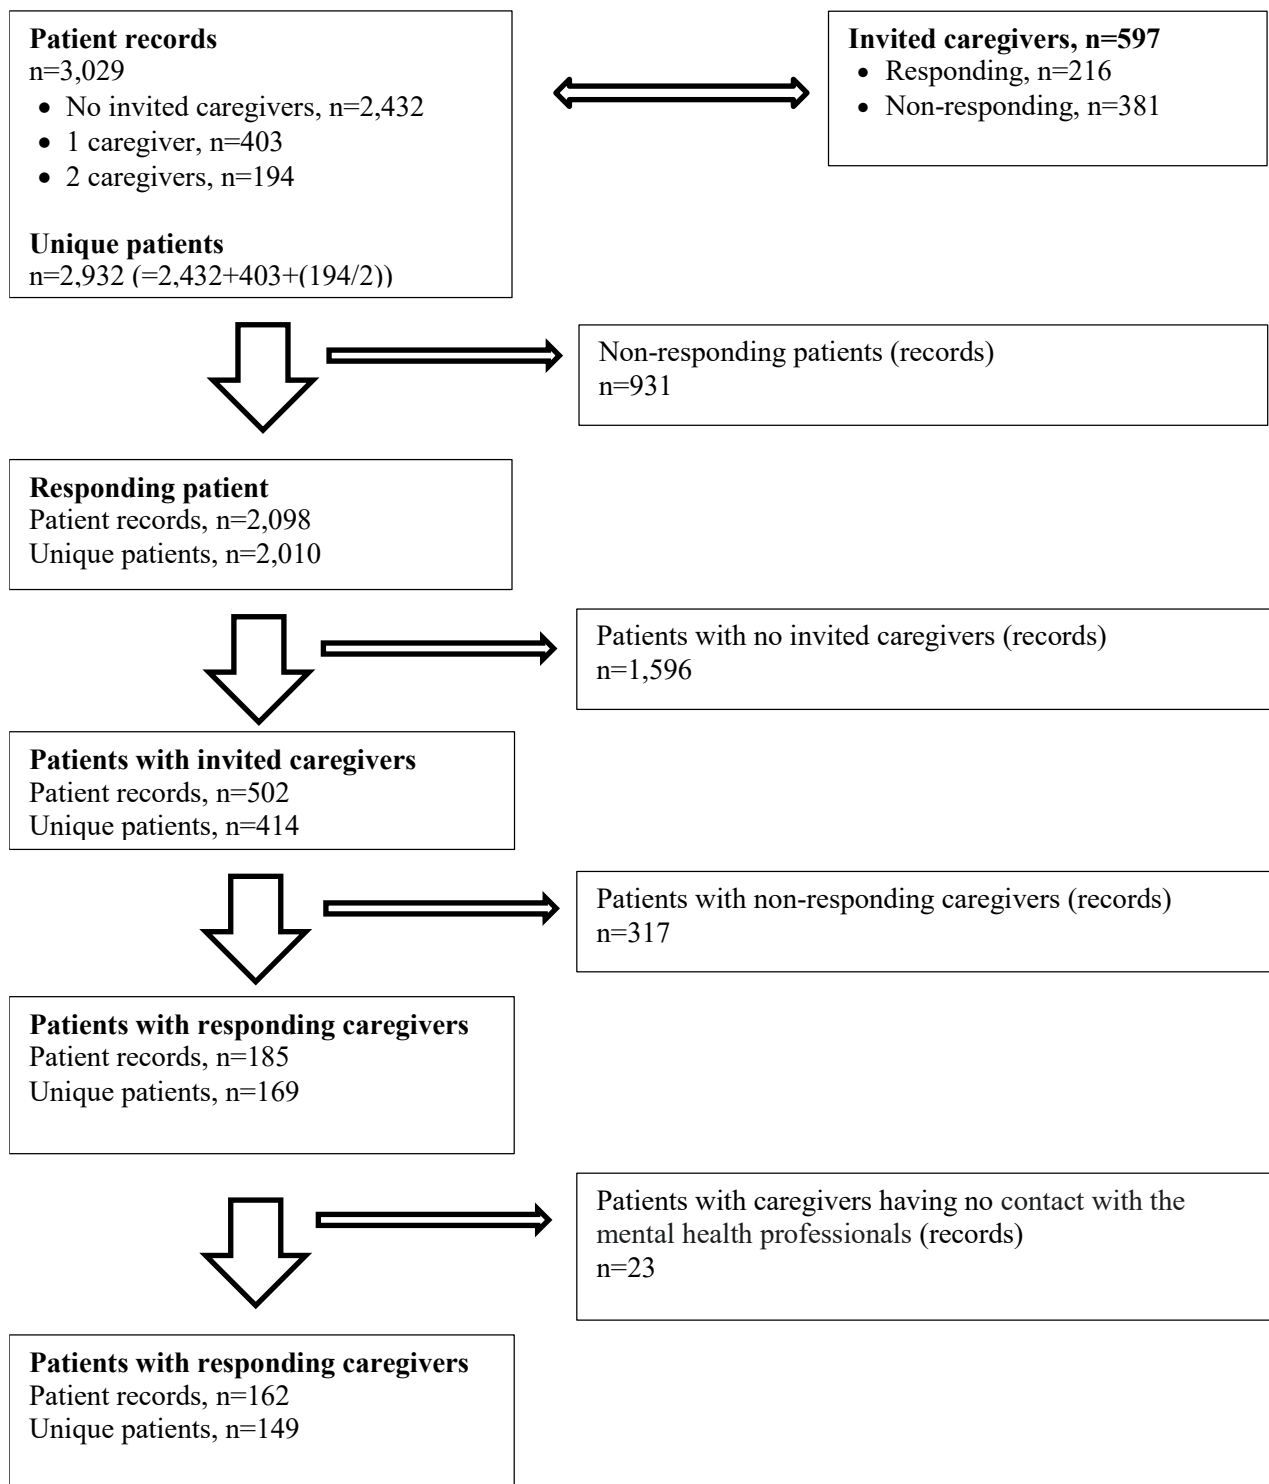 Patient records
n=3,029
• No invited caregivers, n=2,432
• 1 caregiver, n=403
• 2 caregivers, n=194
Unique patients
n=2,932 (=2,432+403+(194/2))
Invited caregivers, n=597
• Responding, n=216
• Non-responding, n=381
Non-responding patients (records)
n=931
Responding patient
Patient records, n=2,098
Unique patients, n=2,010
Patients with no invited caregivers (records)
n=1,596
Patients with invited caregivers
Patient records, n=502
Unique patients, n=414
Patients with non-responding caregivers (records)
n=317
Patients with responding caregivers
Patient records, n=185
Unique patients, n=169
Patients with caregivers having no contact with the
mental health professionals (records)
n=23
Patients with responding caregivers
Patient records, n=162
Unique patients, n=149